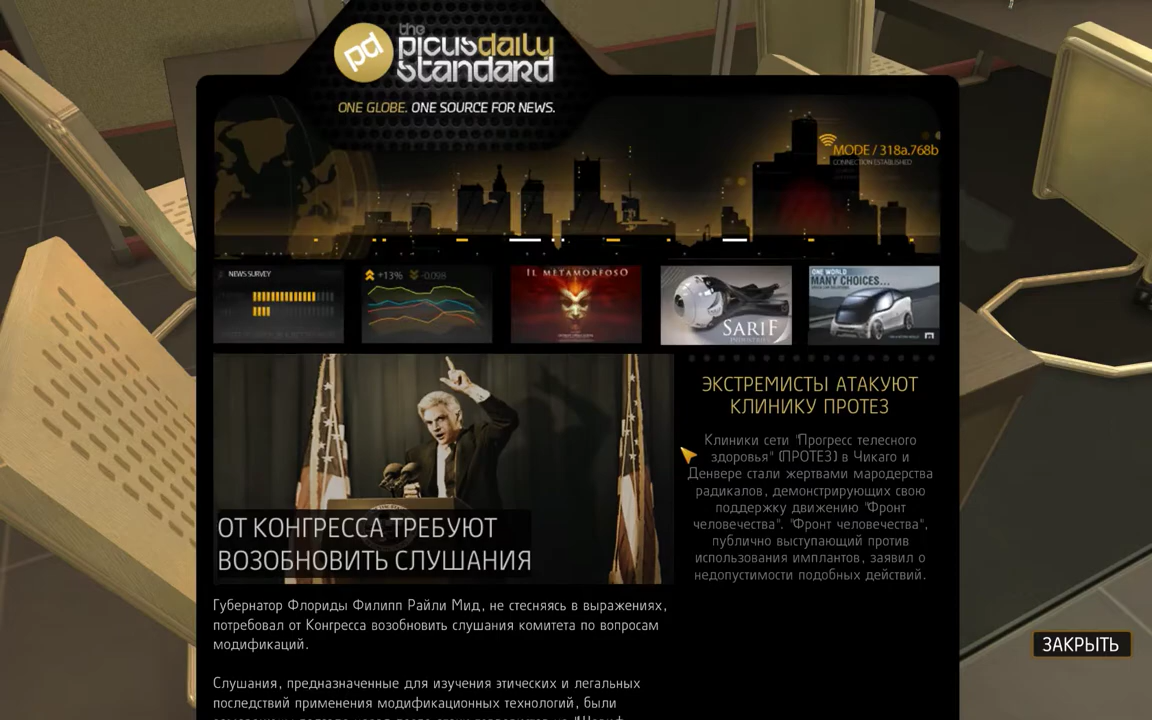 the
picusdaily
standard
ONE GLOBE. ONE SOURCE FOR NEWS.
MODE / 318a.768b
CONNECTION ESTABLISHED
NEWS SURVEY
+13% -0.098
IL METAMORFOSO
SARIF
INDUSTRIES
ONE WORLD
MANY CHOICES...
ОТ КОНГРЕССА ТРЕБУЮТ
ВОЗОБНОВИТЬ СЛУШАНИЯ
Губернатор Флориды Филипп Райли Мид, не стесняясь в выражениях,
потребовал от Конгресса возобновить слушания комитета по вопросам
модификаций.
Слушания, предназначенные для изучения этических и легальных
последствий применения модификационных технологий, были
ЭКСТРЕМИСТЫ АТАКУЮТ
КЛИНИКУ ПРОТЕЗ
Клиники сети "Прогресс телесного
здоровья" (ПРОТЕЗ) в Чикаго и
Денвере стали жертвами мародерства
радикалов, демонстрирующих свою
поддержку движению "Фронт
человечества". "Фронт человечества",
публично выступающий против
использования имплантов, заявил о
недопустимости подобных действий.
ЗАКРЫТЬ